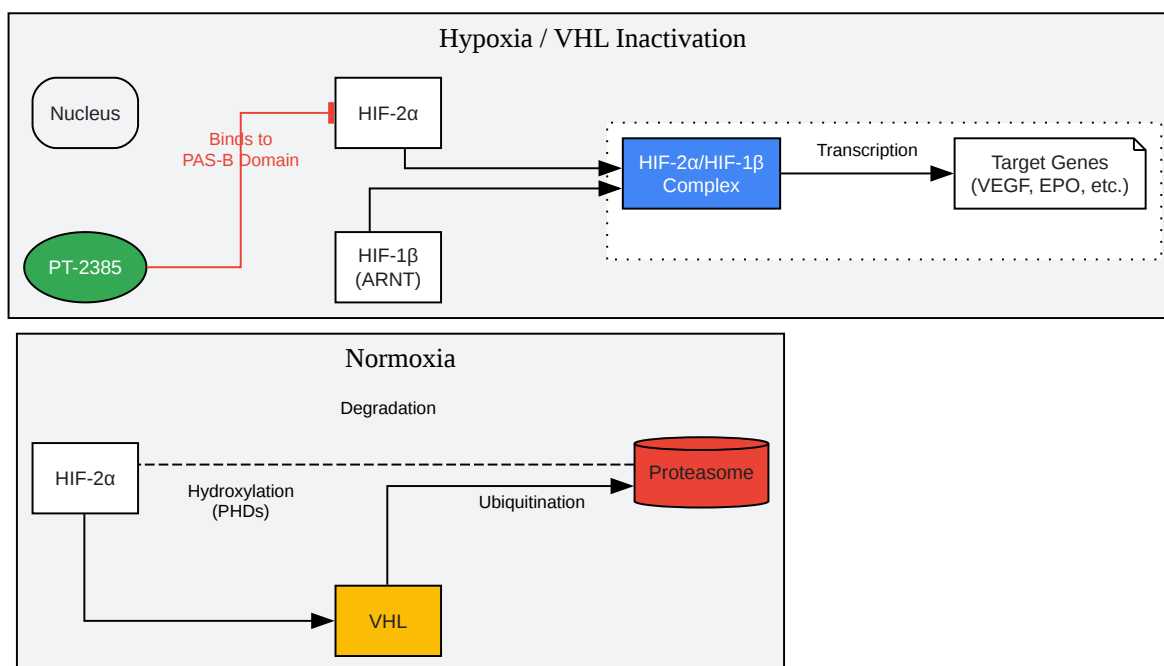 Hypoxia / VHL Inactivation
Nucleus
HIF-2α
Binds to
PAS-B Domain
HIF-2α/HIF-1β
Complex
Transcription
Target Genes
(VEGF, EPO, etc.)
PT-2385
HIF-1β
(ARNT)
Normoxia
Degradation
HIF-2α
Hydroxylation
(PHDs)
Ubiquitination
Proteasome
VHL